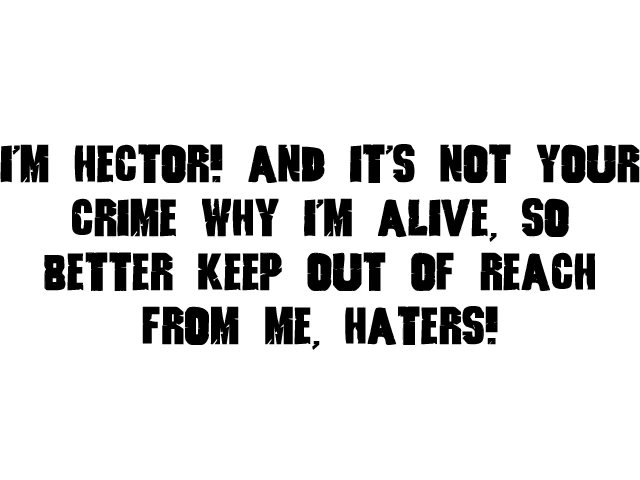 I'M HECTOR! AND IT'S NOT YOUR
CRIME WHY I'M ALIVE, SO
BETTER KEEP OUT OF REACH
FROM ME, HATERS!